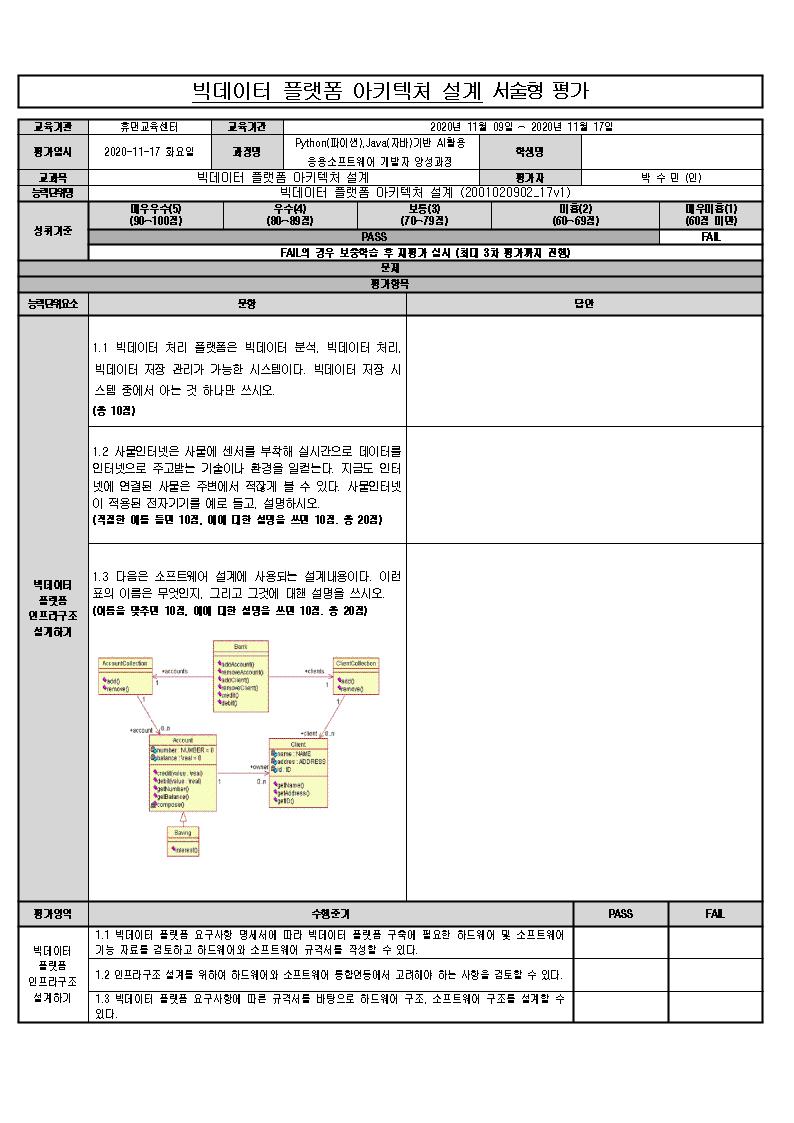 빅데이터 플랫폼 아키텍처 설계 서술형 평가
교육기관 휴먼교육센터 교육기간 2020년 11월 09일 ~ 2020년 11월 17일
평가일시 2020-11-17 화요일 과정명 Python(파이썬),Java(자바)기반 AI활용 응용소프트웨어 개발자 양성과정 학생명
교과목 빅데이터 플랫폼 아키텍처 설계 평가자 박 수 민 (인)
능력단위명 빅데이터 플랫폼 아키텍처 설계 (2001020902_17v1)
성취기준 매우우수(5) 우수(4) 보통(3) 미흡(2) 매우미흡(1)
(90~100점) (80~89점) (70~79점) (60~69점) (60점 미만)
PASS FAIL
FAIL의 경우 보충학습 후 재평가 실시 (최대 3차 평가까지 진행)
문제
평가항목
능력단위요소 문항 답안
빅데이터
플랫폼
인프라구조
설계하기
1.1 빅데이터 처리 플랫폼은 빅데이터 분석, 빅데이터 처리,
빅데이터 저장 관리가 가능한 시스템이다. 빅데이터 저장 시
스템 중에서 아는 것 하나만 쓰시오.
(총 10점)
1.2 사물인터넷은 사물에 센서를 부착해 실시간으로 데이터를
인터넷으로 주고받는 기술이나 환경을 일컫는다. 지금도 인터
넷에 연결된 사물은 주변에서 적잖게 볼 수 있다. 사물인터넷
이 적용된 전자기기를 예로 들고, 설명하시오.
(적절한 예를 들면 10점, 예에 대한 설명을 쓰면 10점. 총 20점)
1.3 다음은 소프트웨어 설계에 사용되는 설계내용이다. 이런
표의 이름은 무엇인지, 그리고 그것에 대핸 설명을 쓰시오.
(이름을 맞추면 10점, 예에 대한 설명을 쓰면 10점. 총 20점)
Bank
addAccount()
removeAccount()
addClient()
removeClient()
credit()
debit()
AccountCollection
add()
remove()
+accounts
1
ClientCollection
add()
remove()
+clients
1
1
+account 0..n
1
+client 0..n
Account
number : NUMBER = 0
balance : %real = 0
credit(value : %real)
debit(value : %real)
getNumber()
getBalance()
compose()
1
+owner
0..n
Client
name : NAME
addres : ADDRESS
id : ID
getName()
getAddress()
getID()
Saving
interest()
평가영역 수행준거 PASS FAIL
빅데이터
플랫폼
인프라구조
설계하기
1.1 빅데이터 플랫폼 요구사항 명세서에 따라 빅데이터 플랫폼 구축에 필요한 하드웨어 및 소프트웨어
기능 자료를 검토하고 하드웨어와 소프트웨어 규격서를 작성할 수 있다.
1.2 인프라구조 설계를 위하여 하드웨어와 소프트웨어 통합연동에서 고려해야 하는 사항을 검토할 수 있다.
1.3 빅데이터 플랫폼 요구사항에 따른 규격서를 바탕으로 하드웨어 구조, 소프트웨어 구조를 설계할 수
있다.